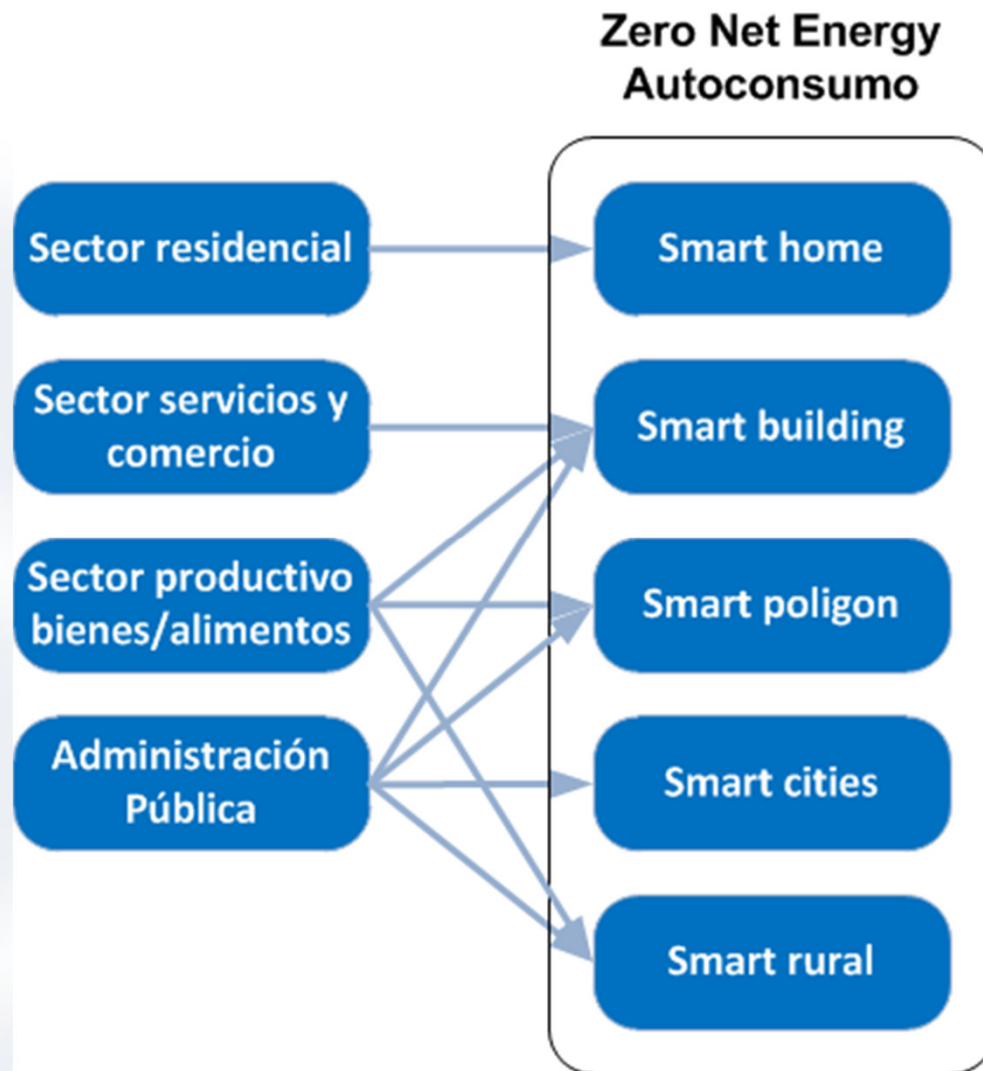 Zero Net Energy
Autoconsumo
Sector residencial
Smart home
Sector servicios y
comercio
Smart building
Sector productivo
bienes/alimentos
Smart poligon
Administración
Pública
Smart cities
Smart rural